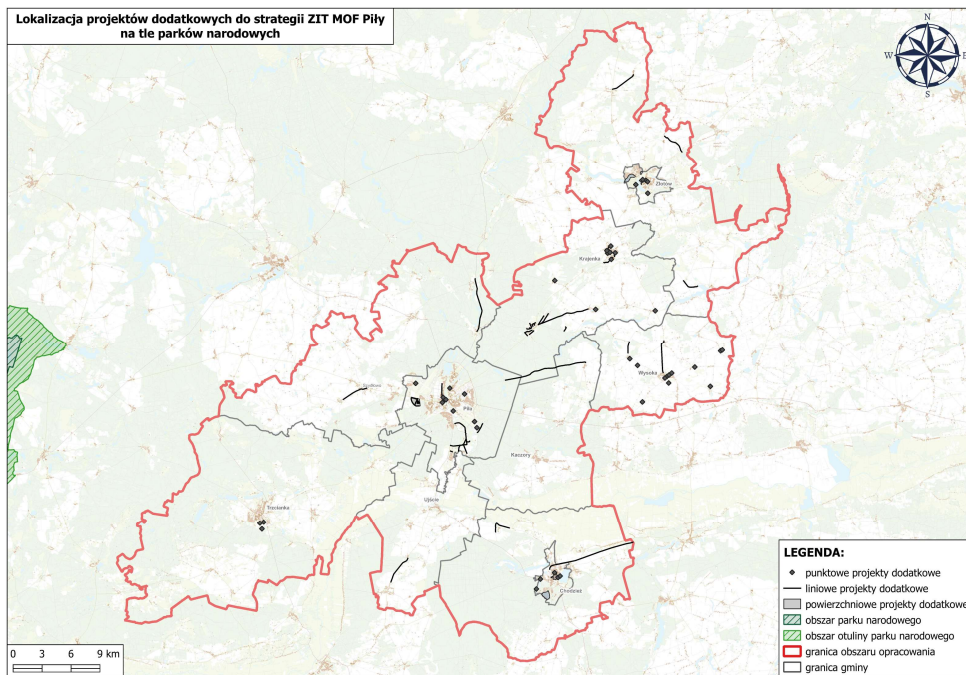 Lokalizacja projektów dodatkowych do strategii ZIT MOF Piły
na tle parków narodowych
N
W
E
S
Złotów
Krajenka
Wysoka
Piła
Kaczory
Ujście
Trzcianka
Chodzież
LEGENDA:
punktowe projekty dodatkowe
liniowe projekty dodatkowe
powierzchniowe projekty dodatkowe
obszar parku narodowego
obszar otuliny parku narodowego
granica obszaru opracowania
granica gminy
0 3 6 9 km